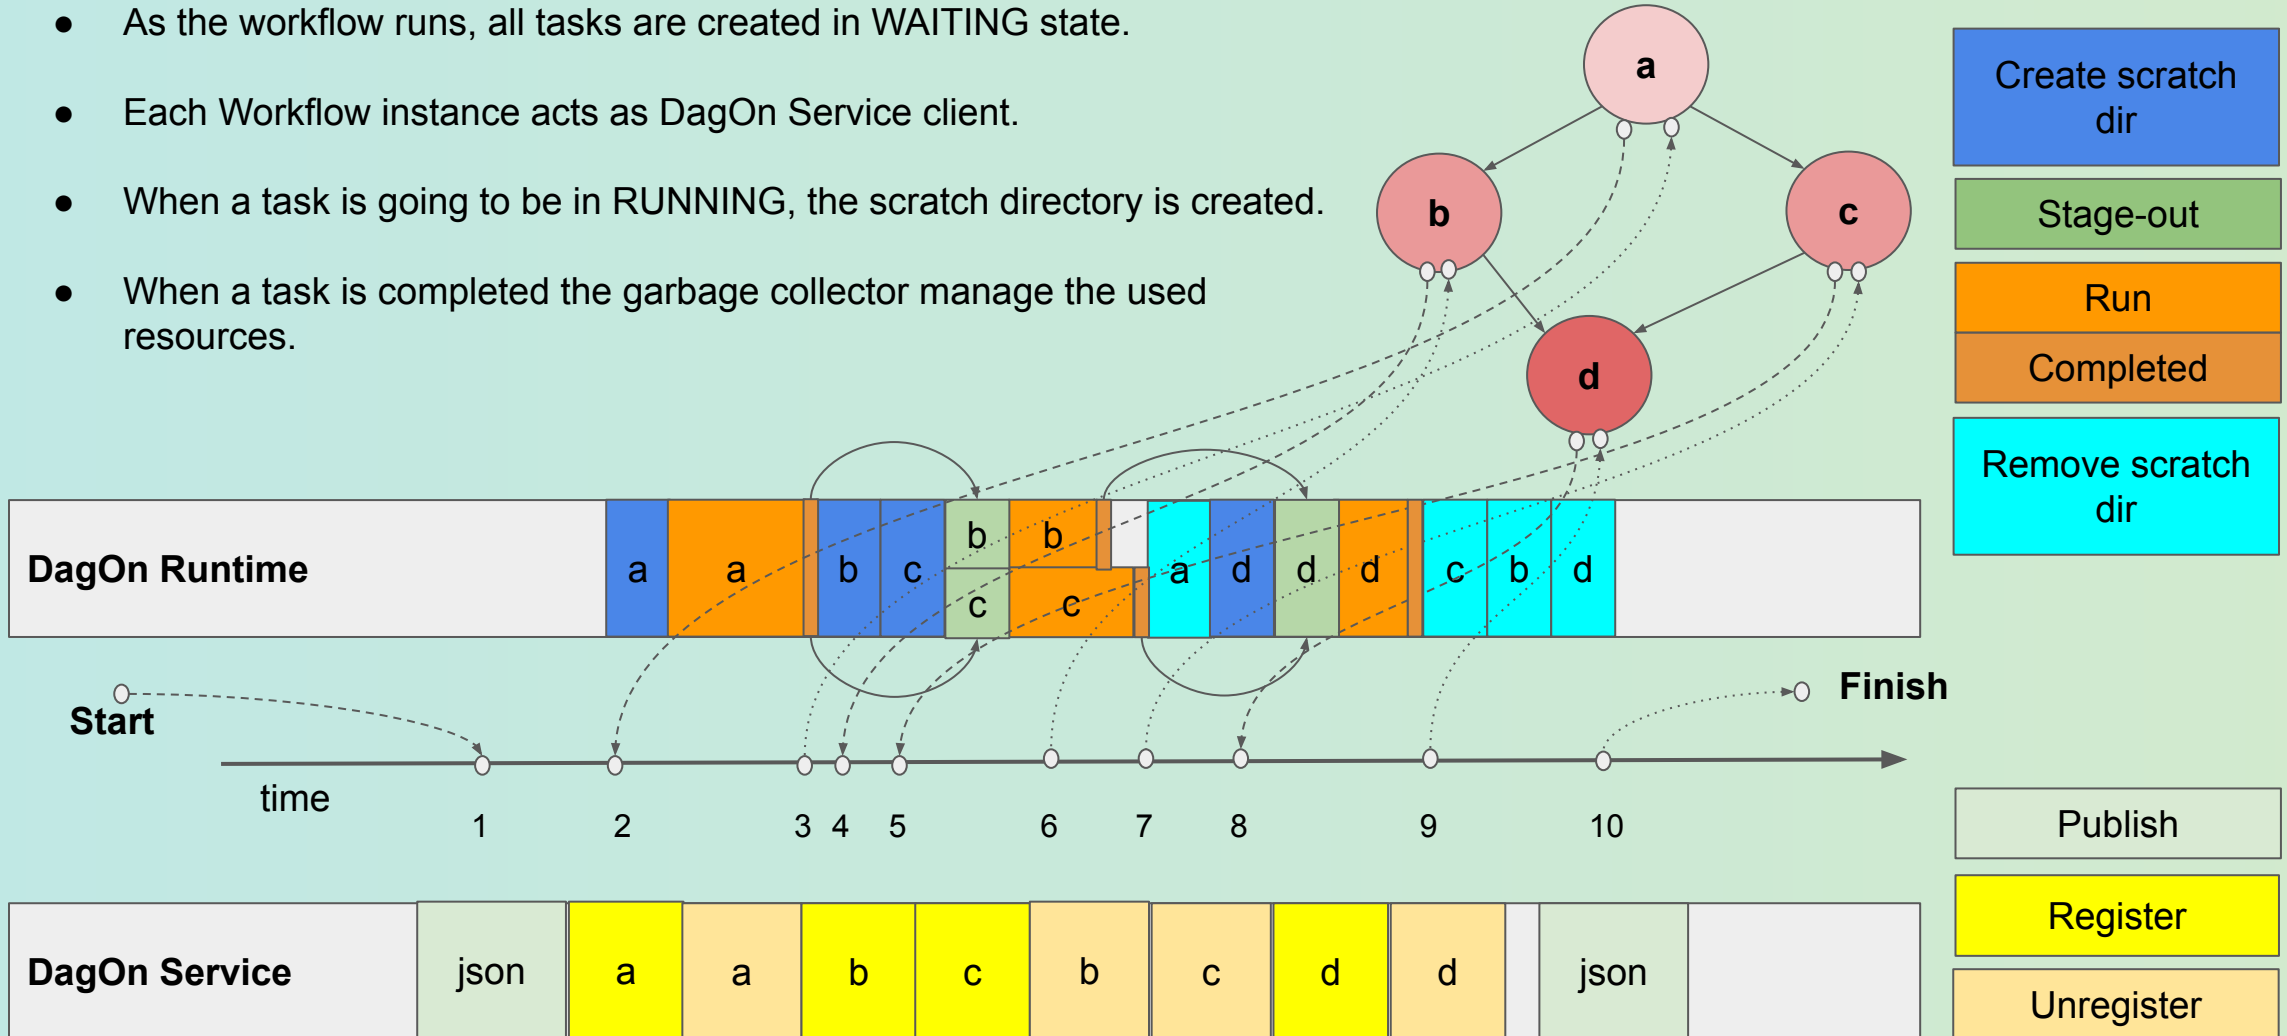 ● As the workflow runs, all tasks are created in WAITING state.
● Each Workflow instance acts as DagOn Service client.
● When a task is going to be in RUNNING, the scratch directory is created.
● When a task is completed the garbage collector manage the used
resources.
a
b
c
d
Create scratch
dir
Stage-out
Run
Completed
Remove scratch
dir
DagOn Runtime
a
a
b
c
b
c
b
c
a
d
d
d
c
b
d
Start
Finish
time
1
2
3
4
5
6
7
8
9
10
Publish
Register
Unregister
DagOn Service
json
a
a
b
c
b
c
d
d
json